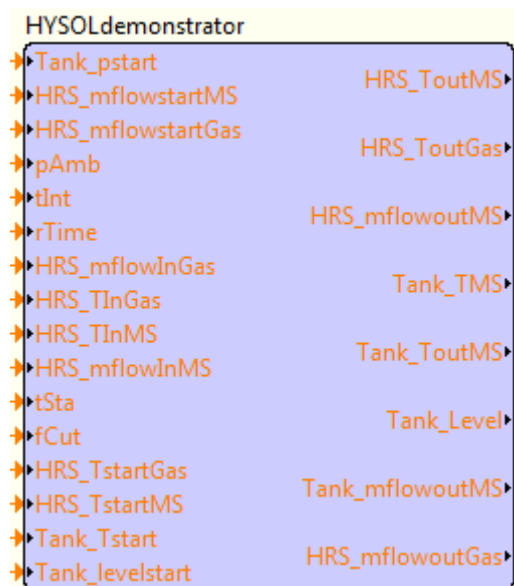 HYSOLdemonstrator
Tank_pstart
HRS_mflowstartMS
HRS_mflowstartGas
pAmb
tInt
rTime
HRS_mflowInGas
HRS_TInGas
HRS_TInMS
HRS_mflowInMS
tSta
fCut
HRS_TstartGas
HRS_TstartMS
Tank_Tstart
Tank_levelstart
HRS_ToutMS
HRS_ToutGas
HRS_mflowoutMS
Tank_TMS
Tank_ToutMS
Tank_Level
Tank_mflowoutMS
HRS_mflowoutGas